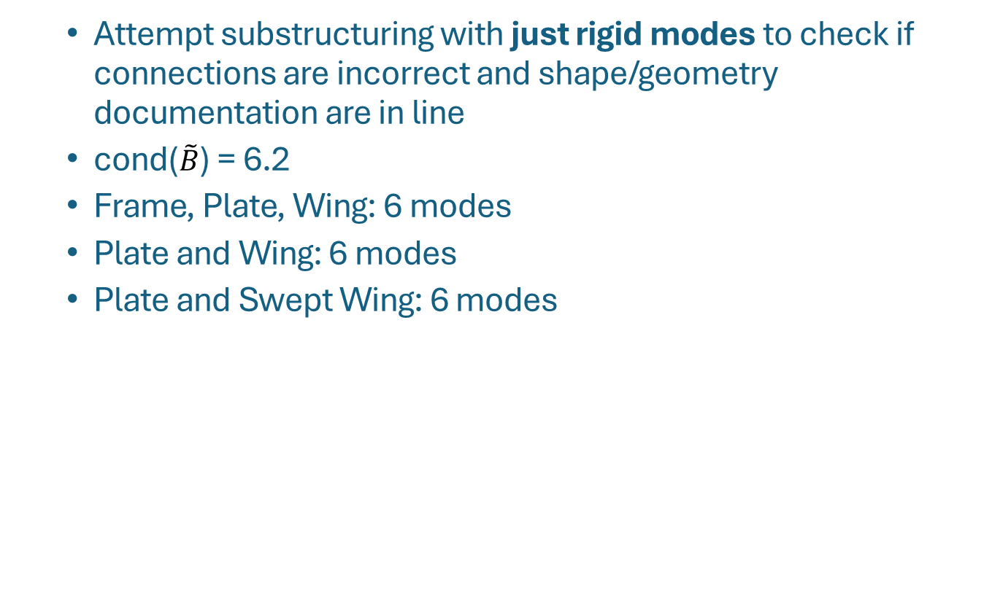 • Attempt substructuring with just rigid modes to check if
connections are incorrect and shape/geometry
documentation are in line
• cond(B̃) = 6.2
• Frame, Plate, Wing: 6 modes
• Plate and Wing: 6 modes
• Plate and Swept Wing: 6 modes